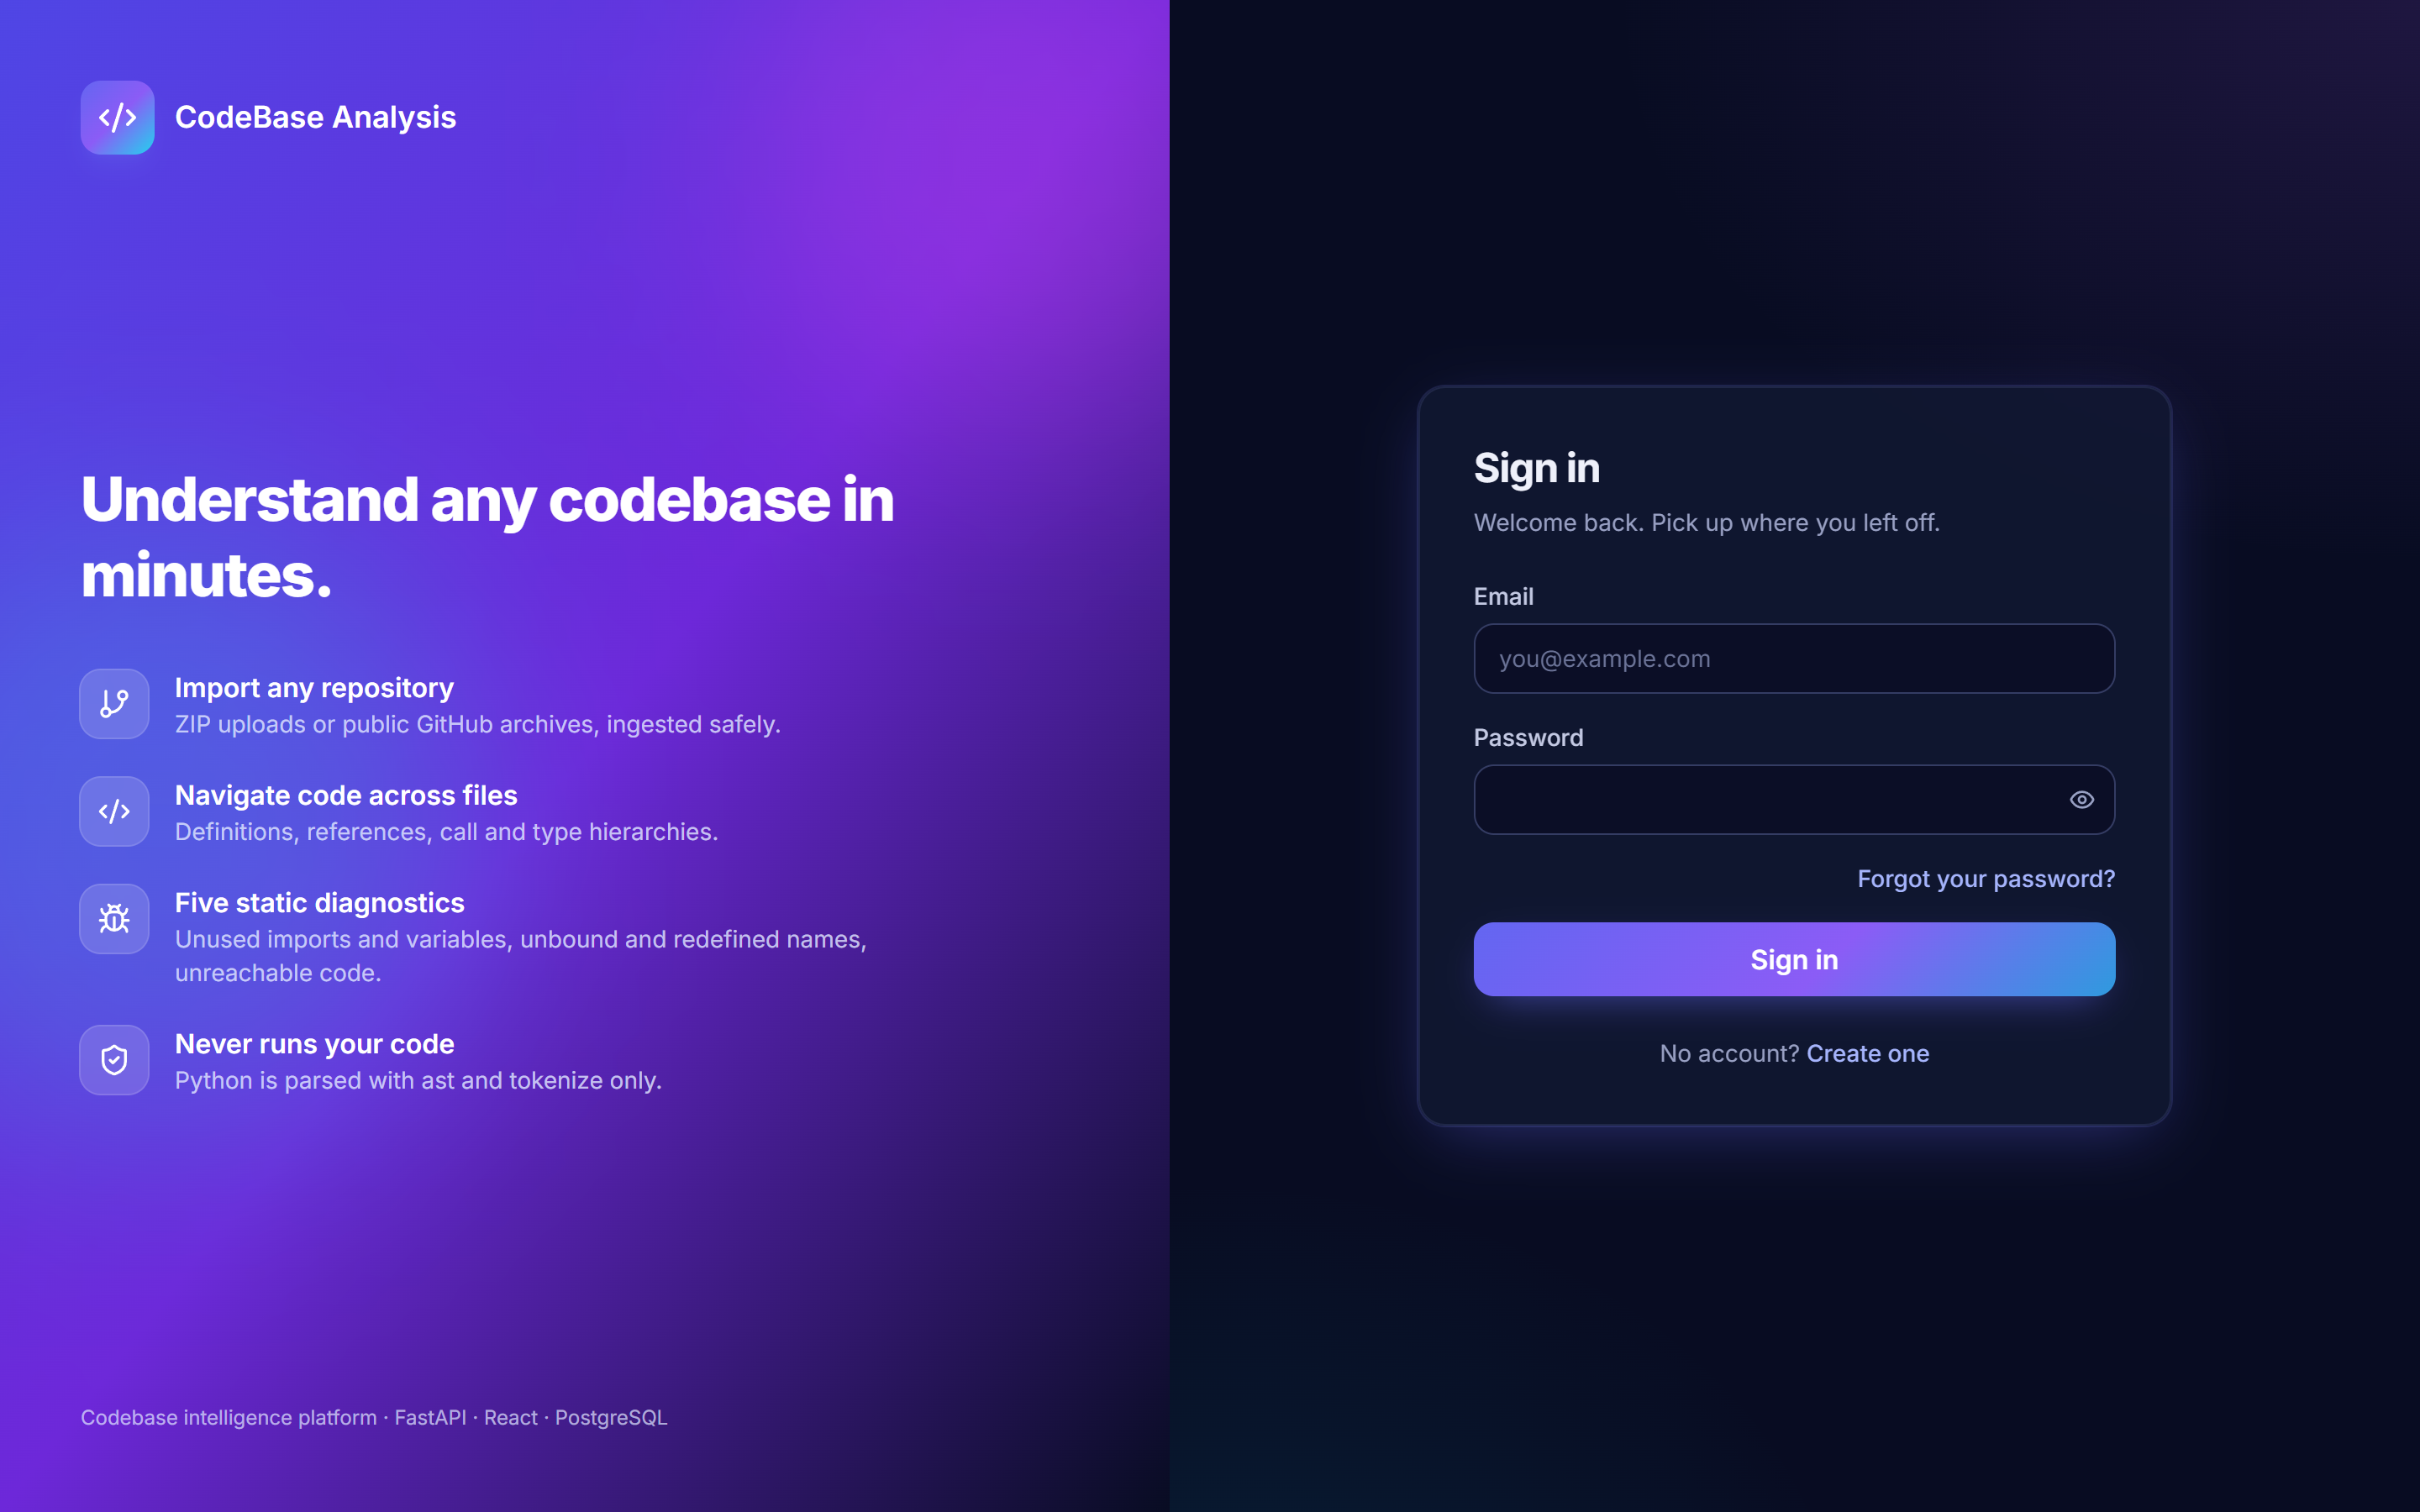 CodeBase Analysis
Understand any codebase in
minutes.
Import any repository
ZIP uploads or public GitHub archives, ingested safely.
Navigate code across files
Definitions, references, call and type hierarchies.
Five static diagnostics
Unused imports and variables, unbound and redefined names,
unreachable code.
Never runs your code
Python is parsed with ast and tokenize only.
Codebase intelligence platform · FastAPI · React · PostgreSQL
Sign in
Welcome back. Pick up where you left off.
Email
you@example.com
Password
Forgot your password?
Sign in
No account? Create one